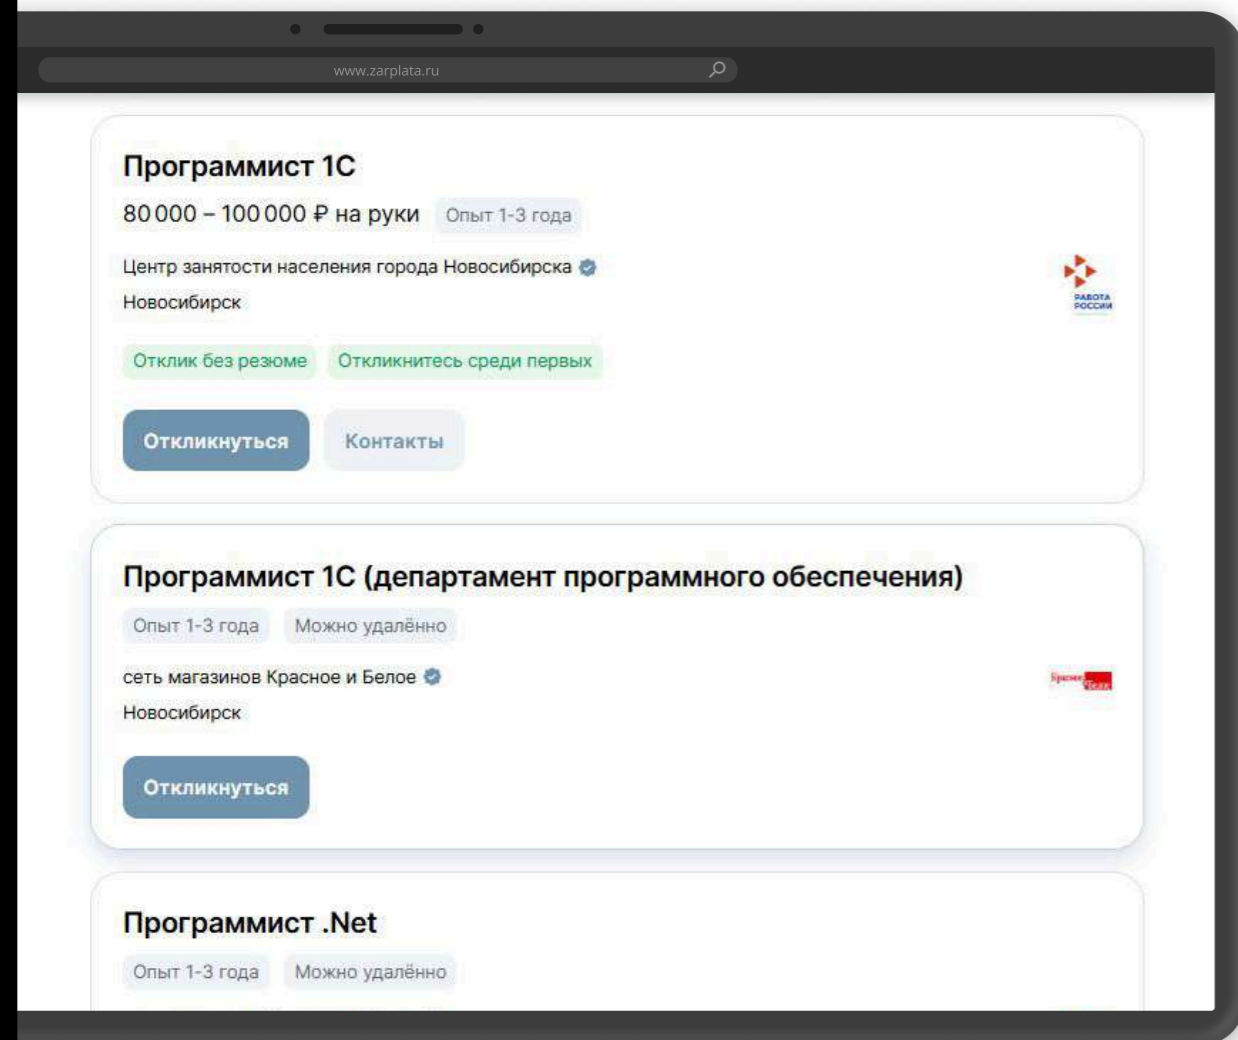 www.zarplata.ru
Программист 1С
80 000 – 100 000 ₽ на руки Опыт 1-3 года
Центр занятости населения города Новосибирска
Новосибирск
РАБОТА
РОССИИ
Отклик без резюме Откликнитесь среди первых
Откликнуться Контакты
Программист 1С (департамент программного обеспечения)
Опыт 1-3 года Можно удалённо
сеть магазинов Красное и Белое
Новосибирск
Откликнуться
Программист .Net
Опыт 1-3 года Можно удалённо